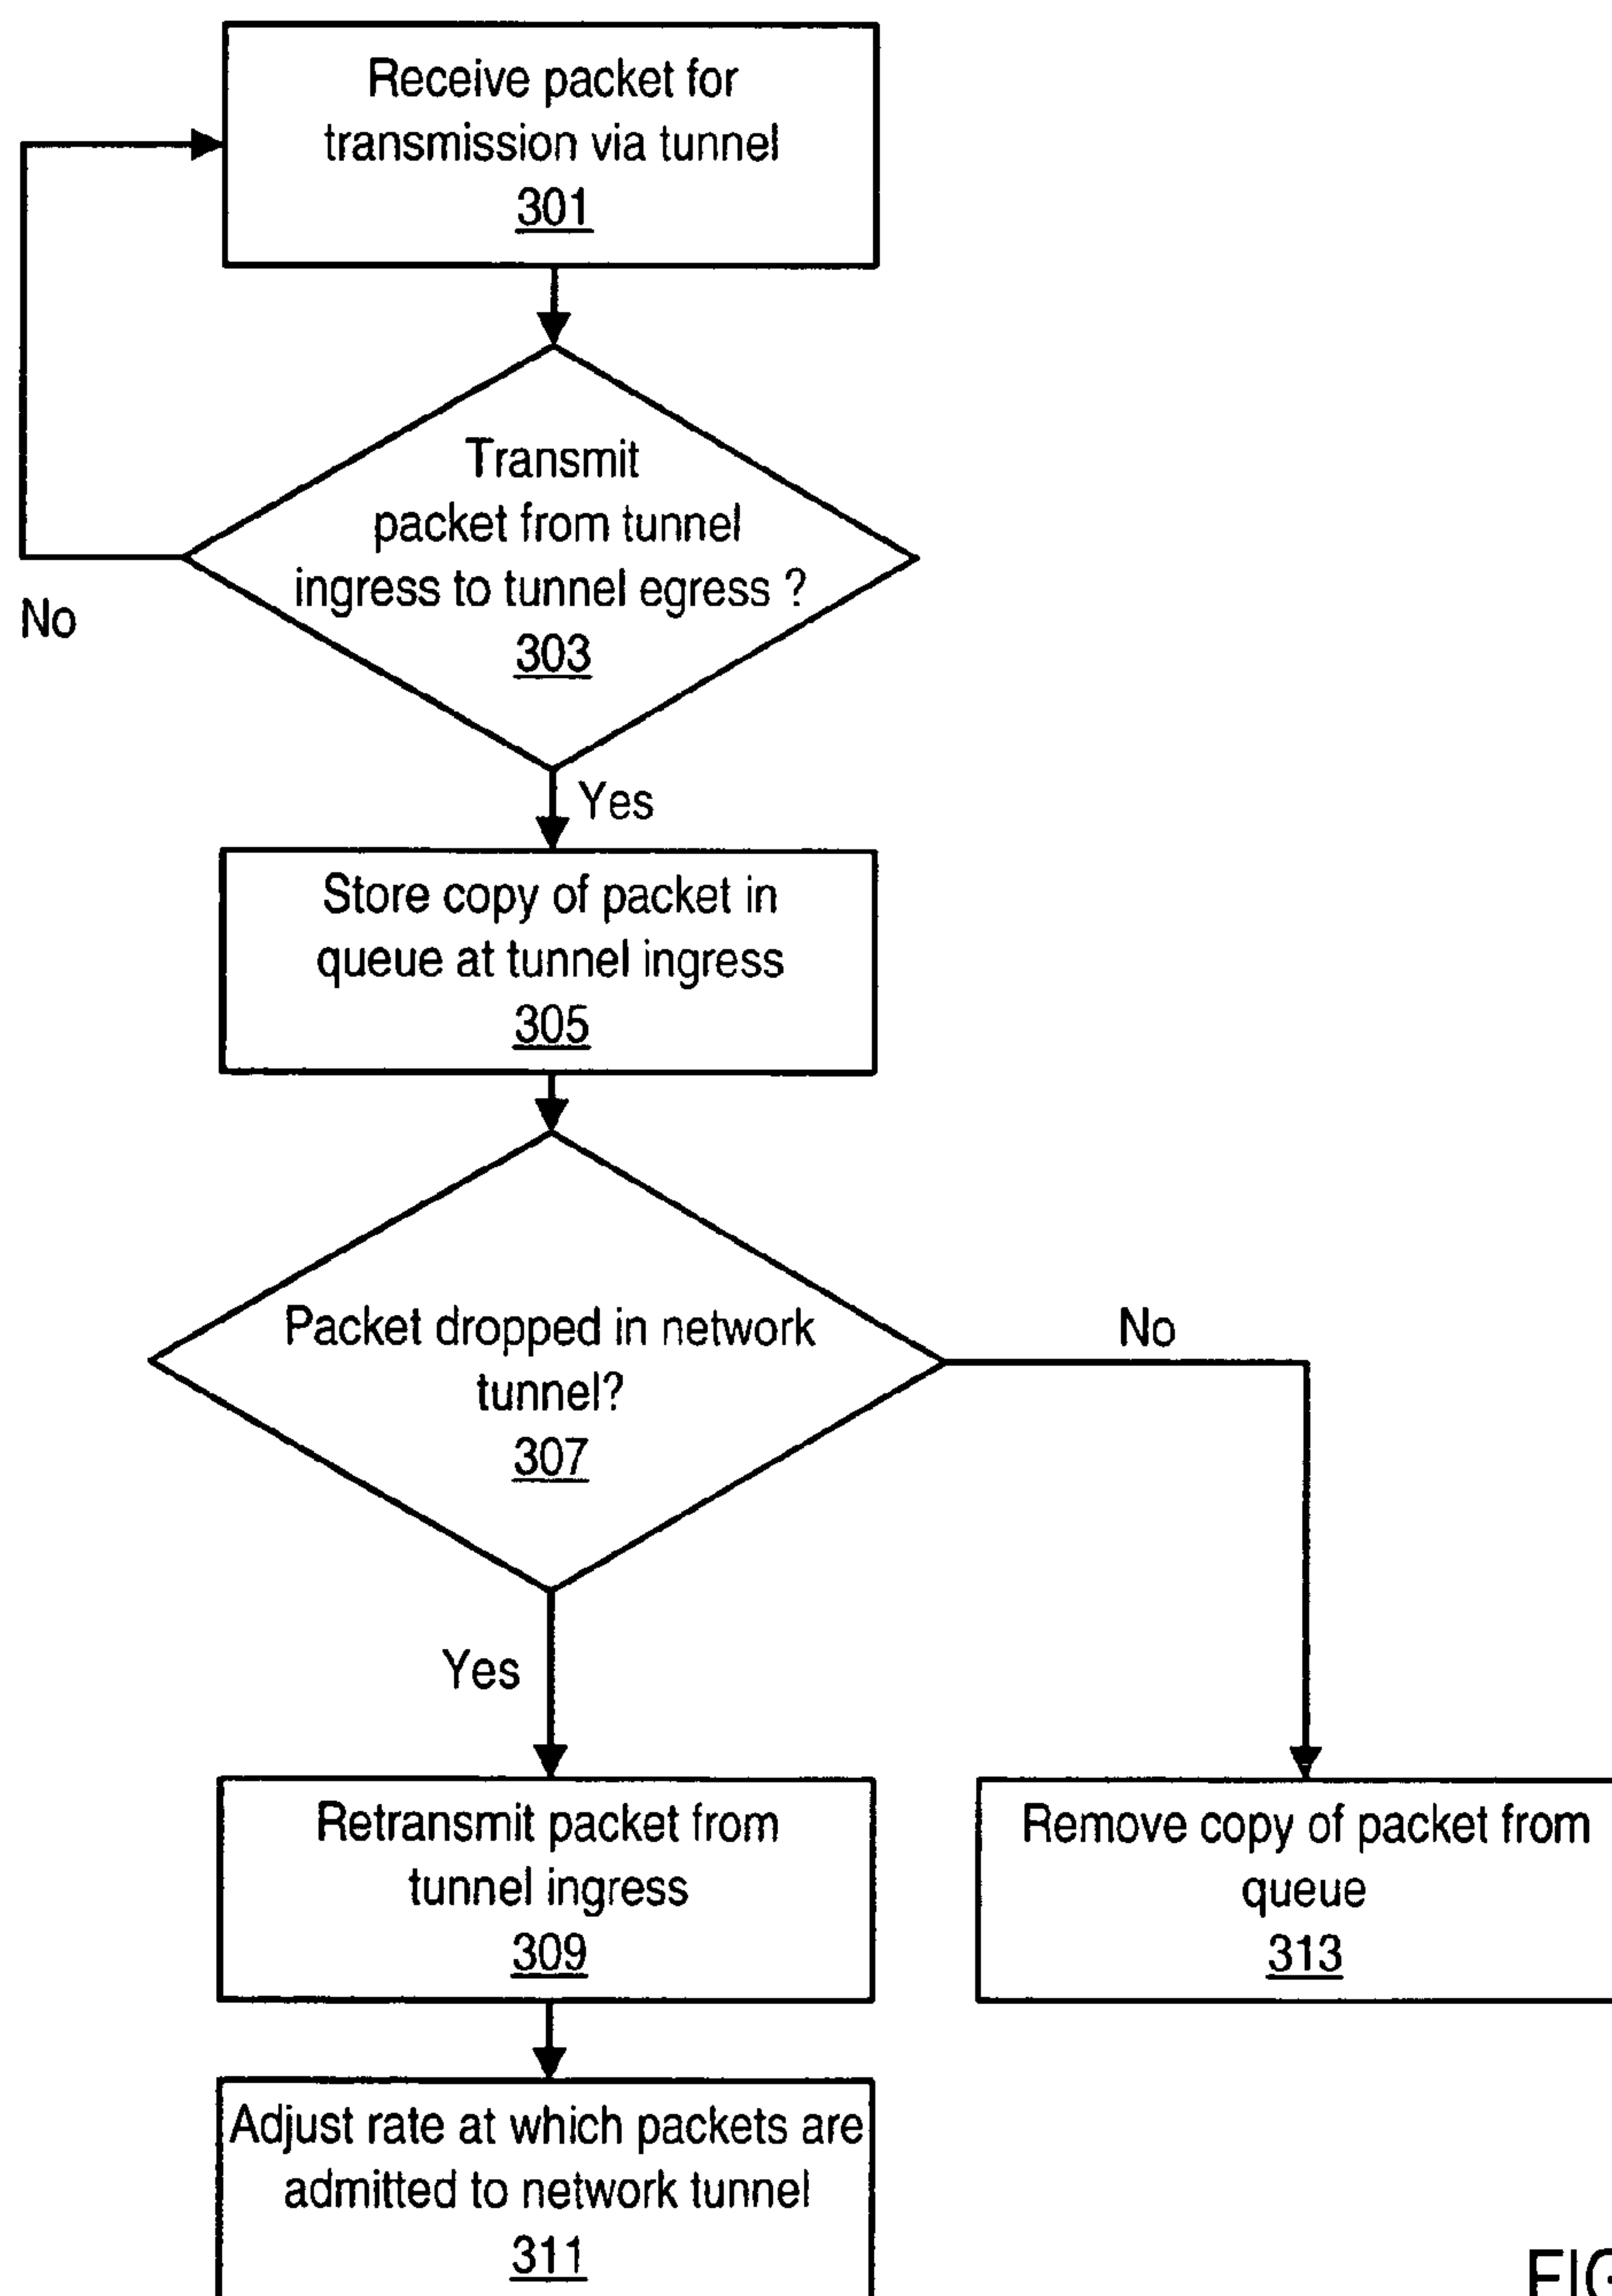 Receive packet for
transmission via tunnel
301
Transmit
packet from tunnel
ingress to tunnel egress ?
303
No
Yes
Store copy of packet in
queue at tunnel ingress
305
Packet dropped in network
tunnel?
307
No
Yes
Retransmit packet from
tunnel ingress
309
Remove copy of packet from
queue
313
Adjust rate at which packets are
admitted to network tunnel
311